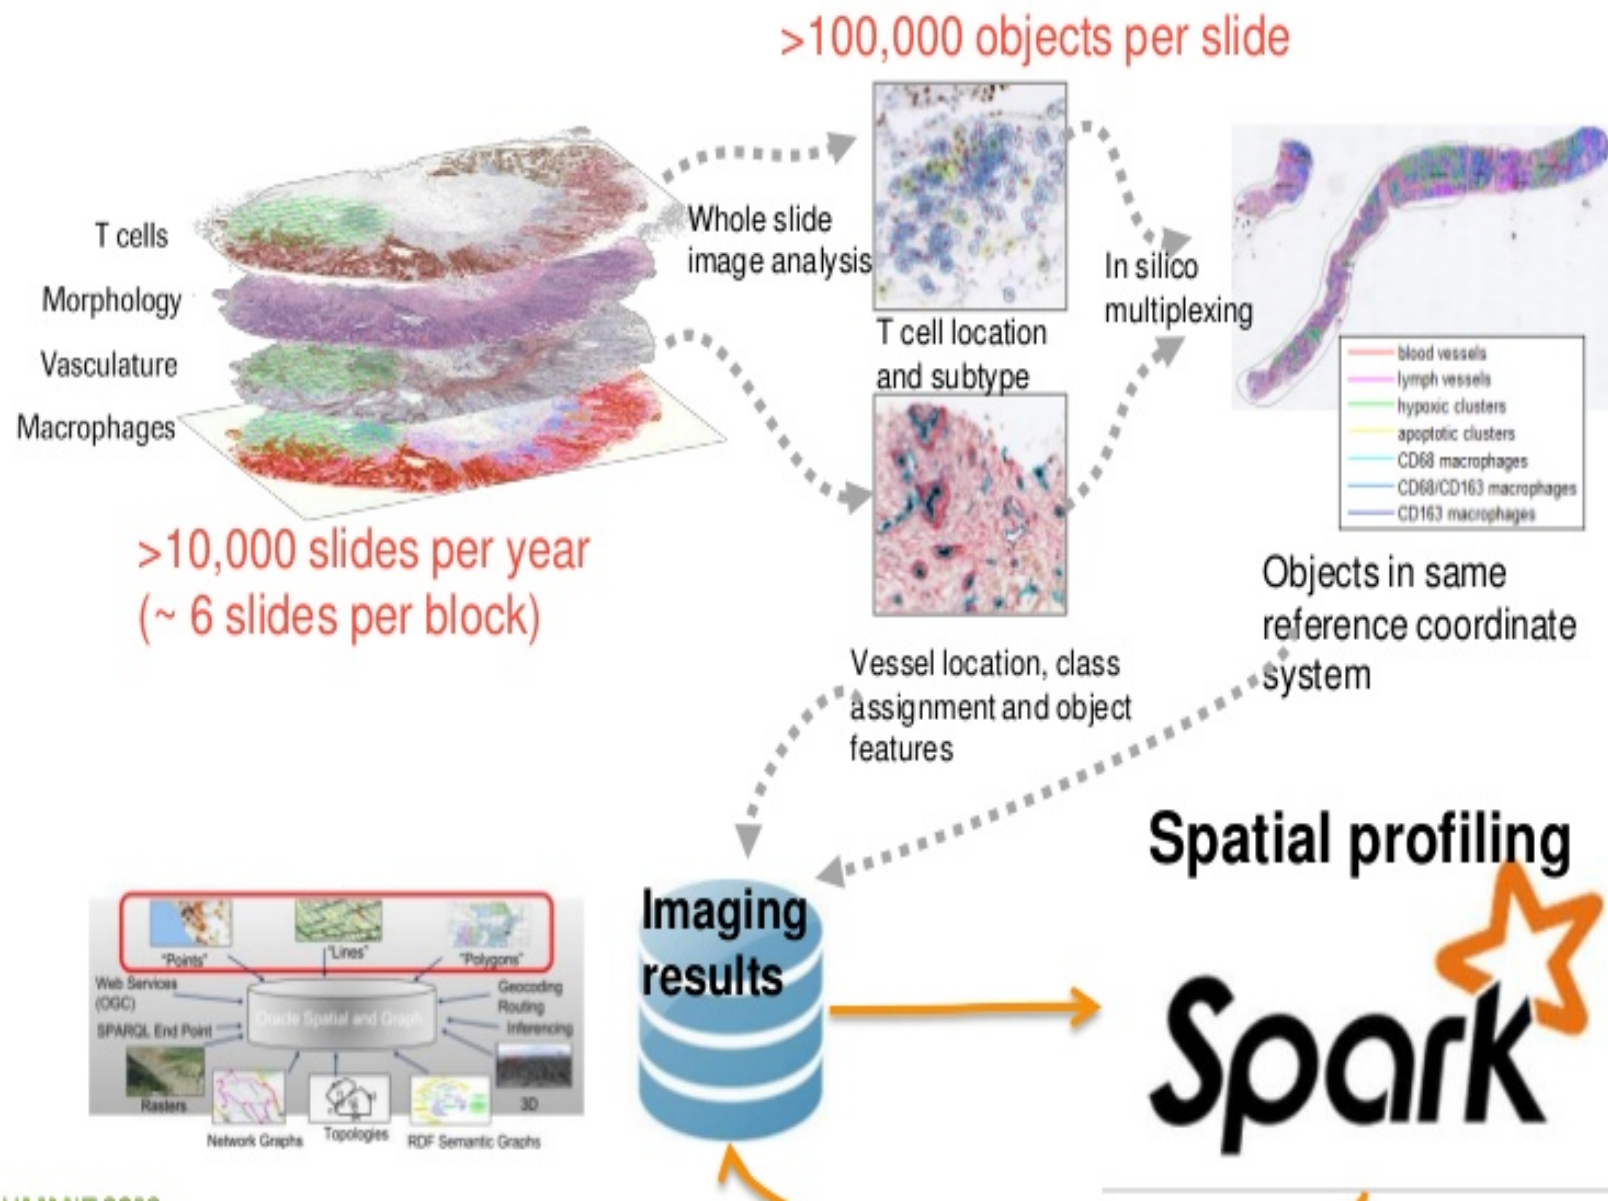 >100,000 objects per slide
T cells
Morphology
Vasculature
Macrophages
Whole slide
image analysis
T cell location
and subtype
In silico
multiplexing
blood vessels
lymph vessels
hypoxic clusters
apoptotic clusters
CD68 macrophages
CD68/CD163 macrophages
CD163 macrophages
>10,000 slides per year
(~ 6 slides per block)
Objects in same
reference coordinate
system
Vessel location, class
assignment and object
features
Spatial profiling
Imaging
results
"Points"
"Lines"
"Polygons"
Web Services
(OGC)
SPARQL End Point
Oracle Spatial and Graph
Geocoding
Routing
Inferencing
Rasters
Network Graphs
Topologies
RDF Semantic Graphs
3D
Spark